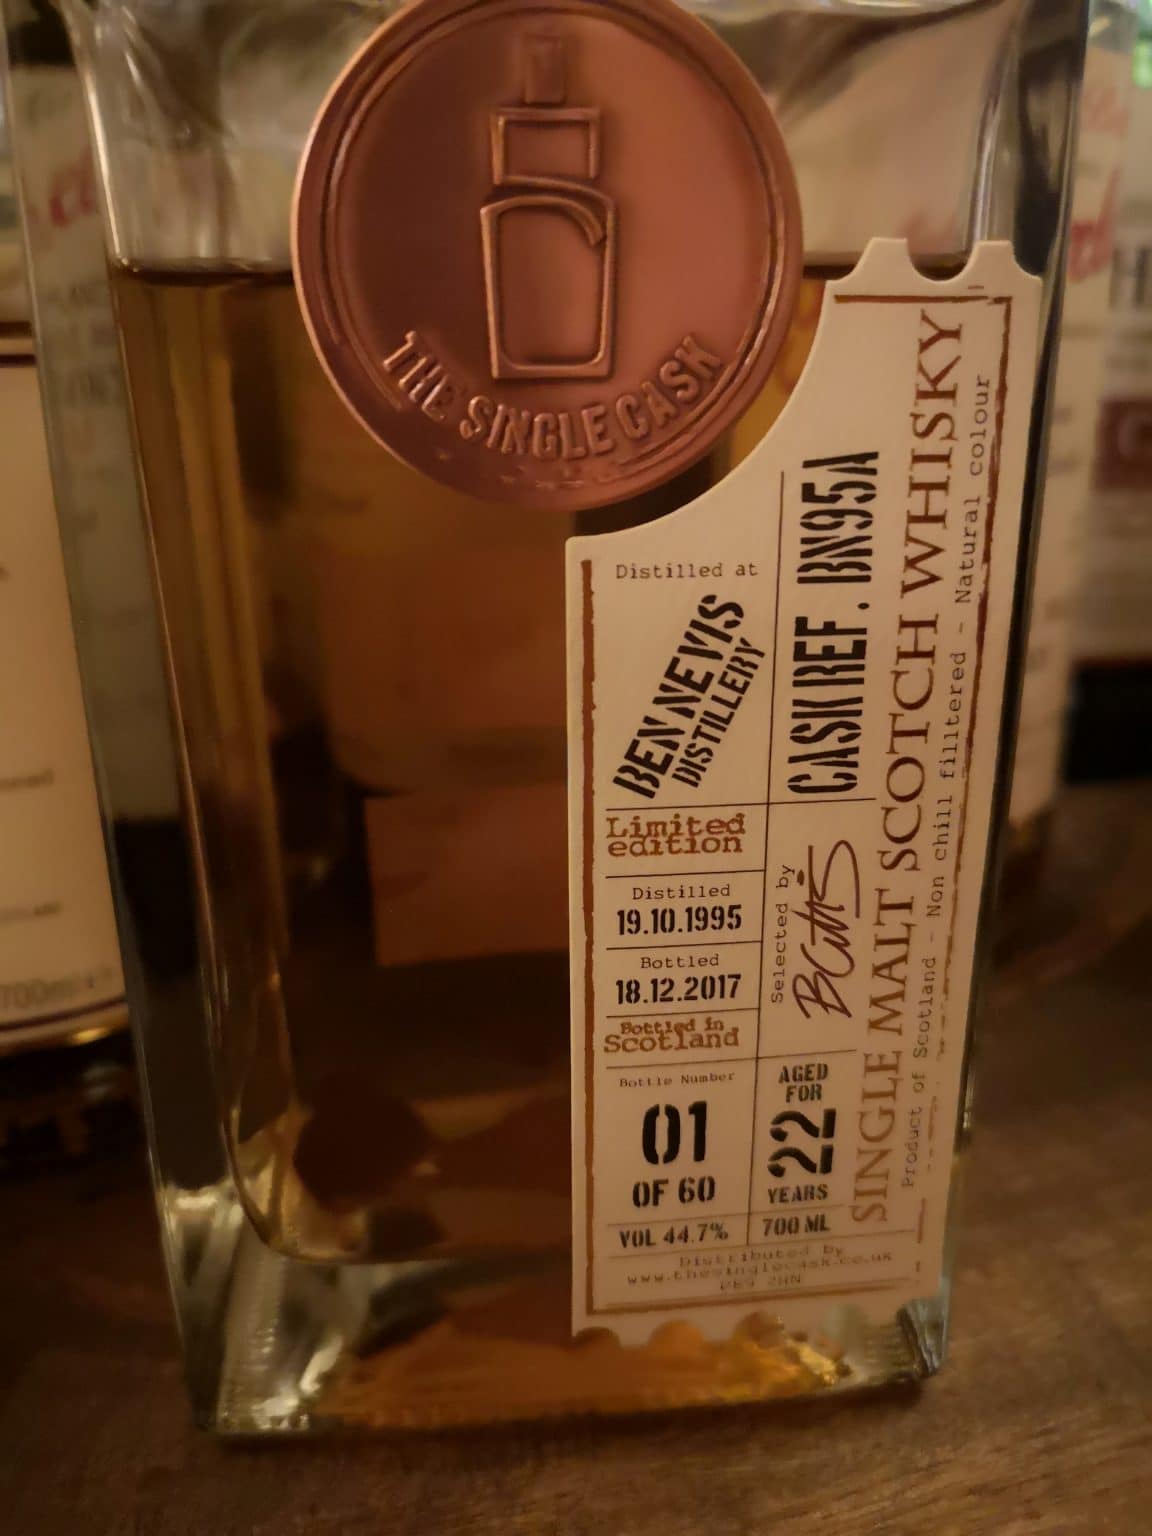 THE SINGLE CASK
Distilled at
BEN NEVIS
DISTILLERY
CASK REF. BN95A
Limited
edition
Distilled
19.10.1995
Bottled
18.12.2017
Bottled in
Scotland
Selected by
Bottle Number
01
OF 60
AGED
FOR
22
YEARS
VOL 44.7%
700 ML
SINGLE MALT SCOTCH WHISKY
Product of Scotland - Non chill filltered - Natural colour
Distributed by
www.thesinglecask.co.uk
700ml